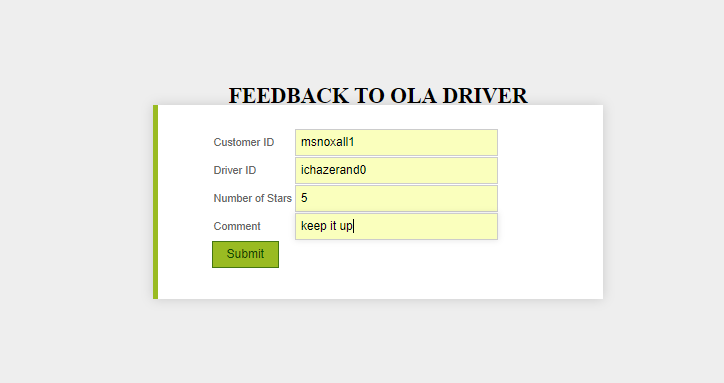 FEEDBACK TO OLA DRIVER
Customer ID msnoxall1
Driver ID ichazerand0
Number of Stars 5
Comment keep it up
Submit